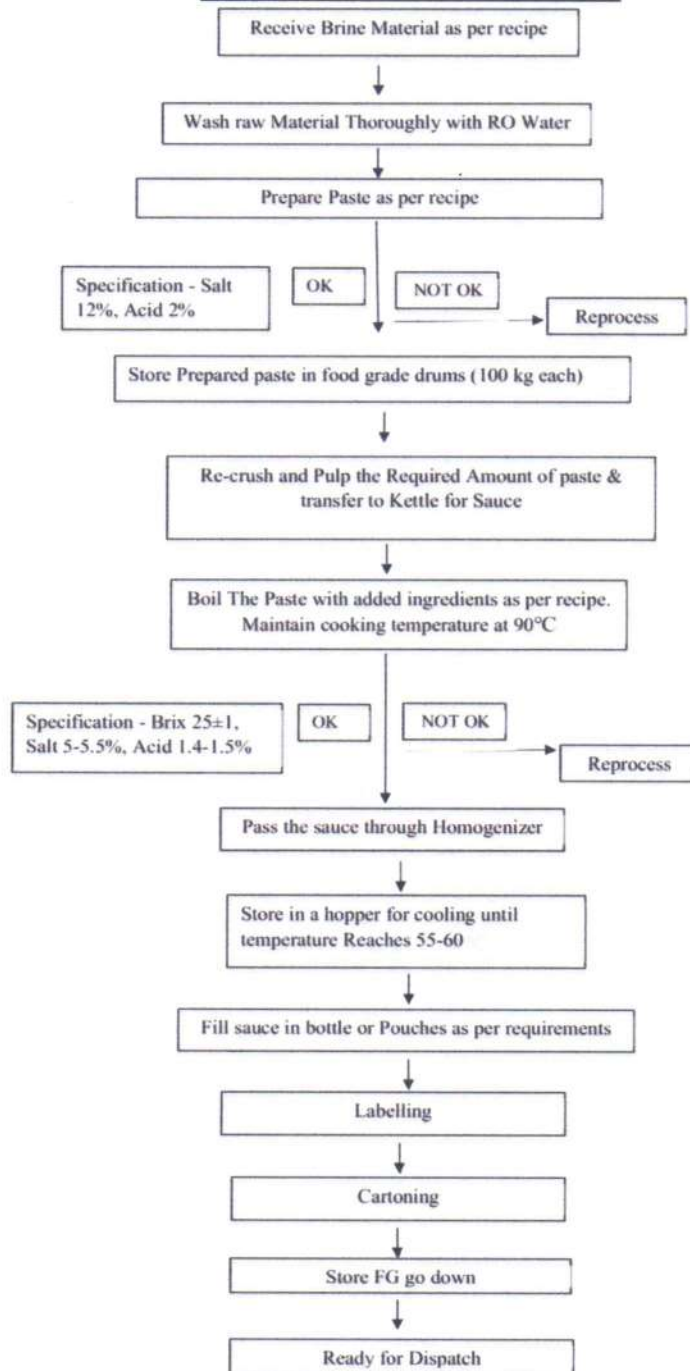 Receive Brine Material as per recipe
Wash raw Material Thoroughly with RO Water
Prepare Paste as per recipe
Specification - Salt
12%, Acid 2%
OK
NOT OK
Reprocess
Store Prepared paste in food grade drums (100 kg each)
Re-crush and Pulp the Required Amount of paste &
transfer to Kettle for Sauce
Boil The Paste with added ingredients as per recipe.
Maintain cooking temperature at 90°C
Specification - Brix 25±1,
Salt 5-5.5%, Acid 1.4-1.5%
OK
NOT OK
Reprocess
Pass the sauce through Homogenizer
Store in a hopper for cooling until
temperature Reaches 55-60
Fill sauce in bottle or Pouches as per requirements
Labelling
Cartoning
Store FG go down
Ready for Dispatch